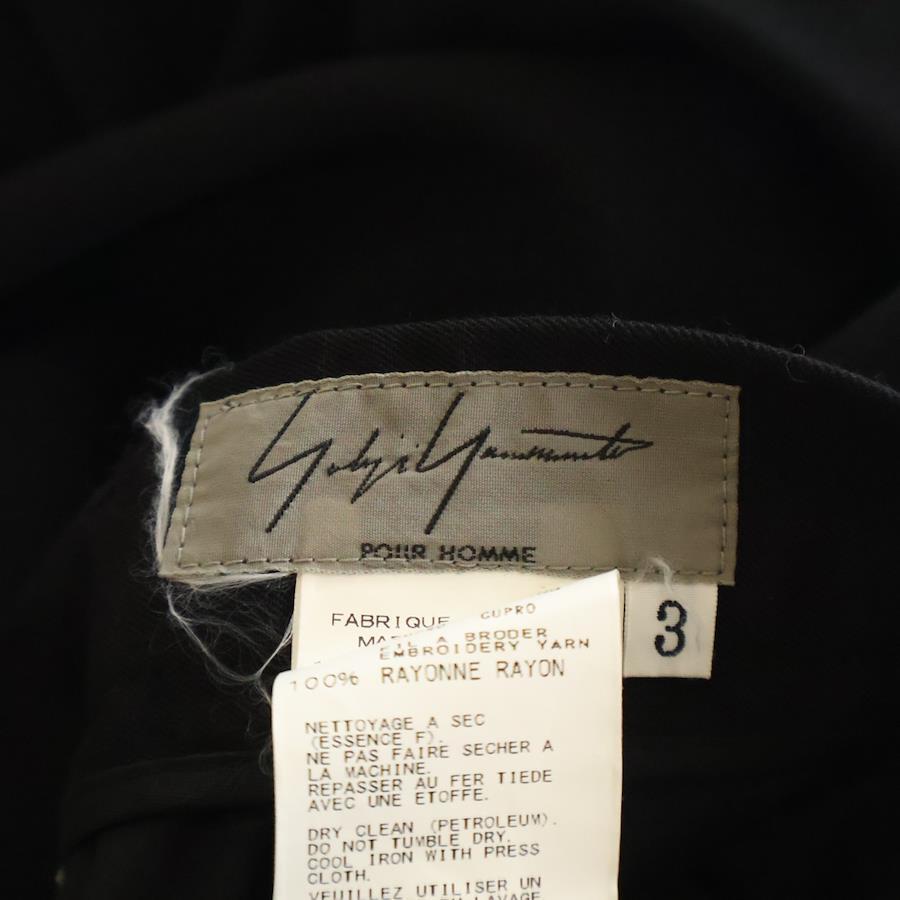 Yohji Yamamoto
POUR HOMME
3
FABRIQUE
CUPRO
FIL A BRODER
EMBROIDERY YARN
100% RAYONNE RAYON
NETTOYAGE A SEC
(ESSENCE F).
NE PAS FAIRE SECHER A
LA MACHINE.
REPASSER AU FER TIEDE
AVEC UNE ETOFFE.
DRY CLEAN (PETROLEUM).
DO NOT TUMBLE DRY.
COOL IRON WITH PRESS
CLOTH.
VEUILLEZ UTILISER UN